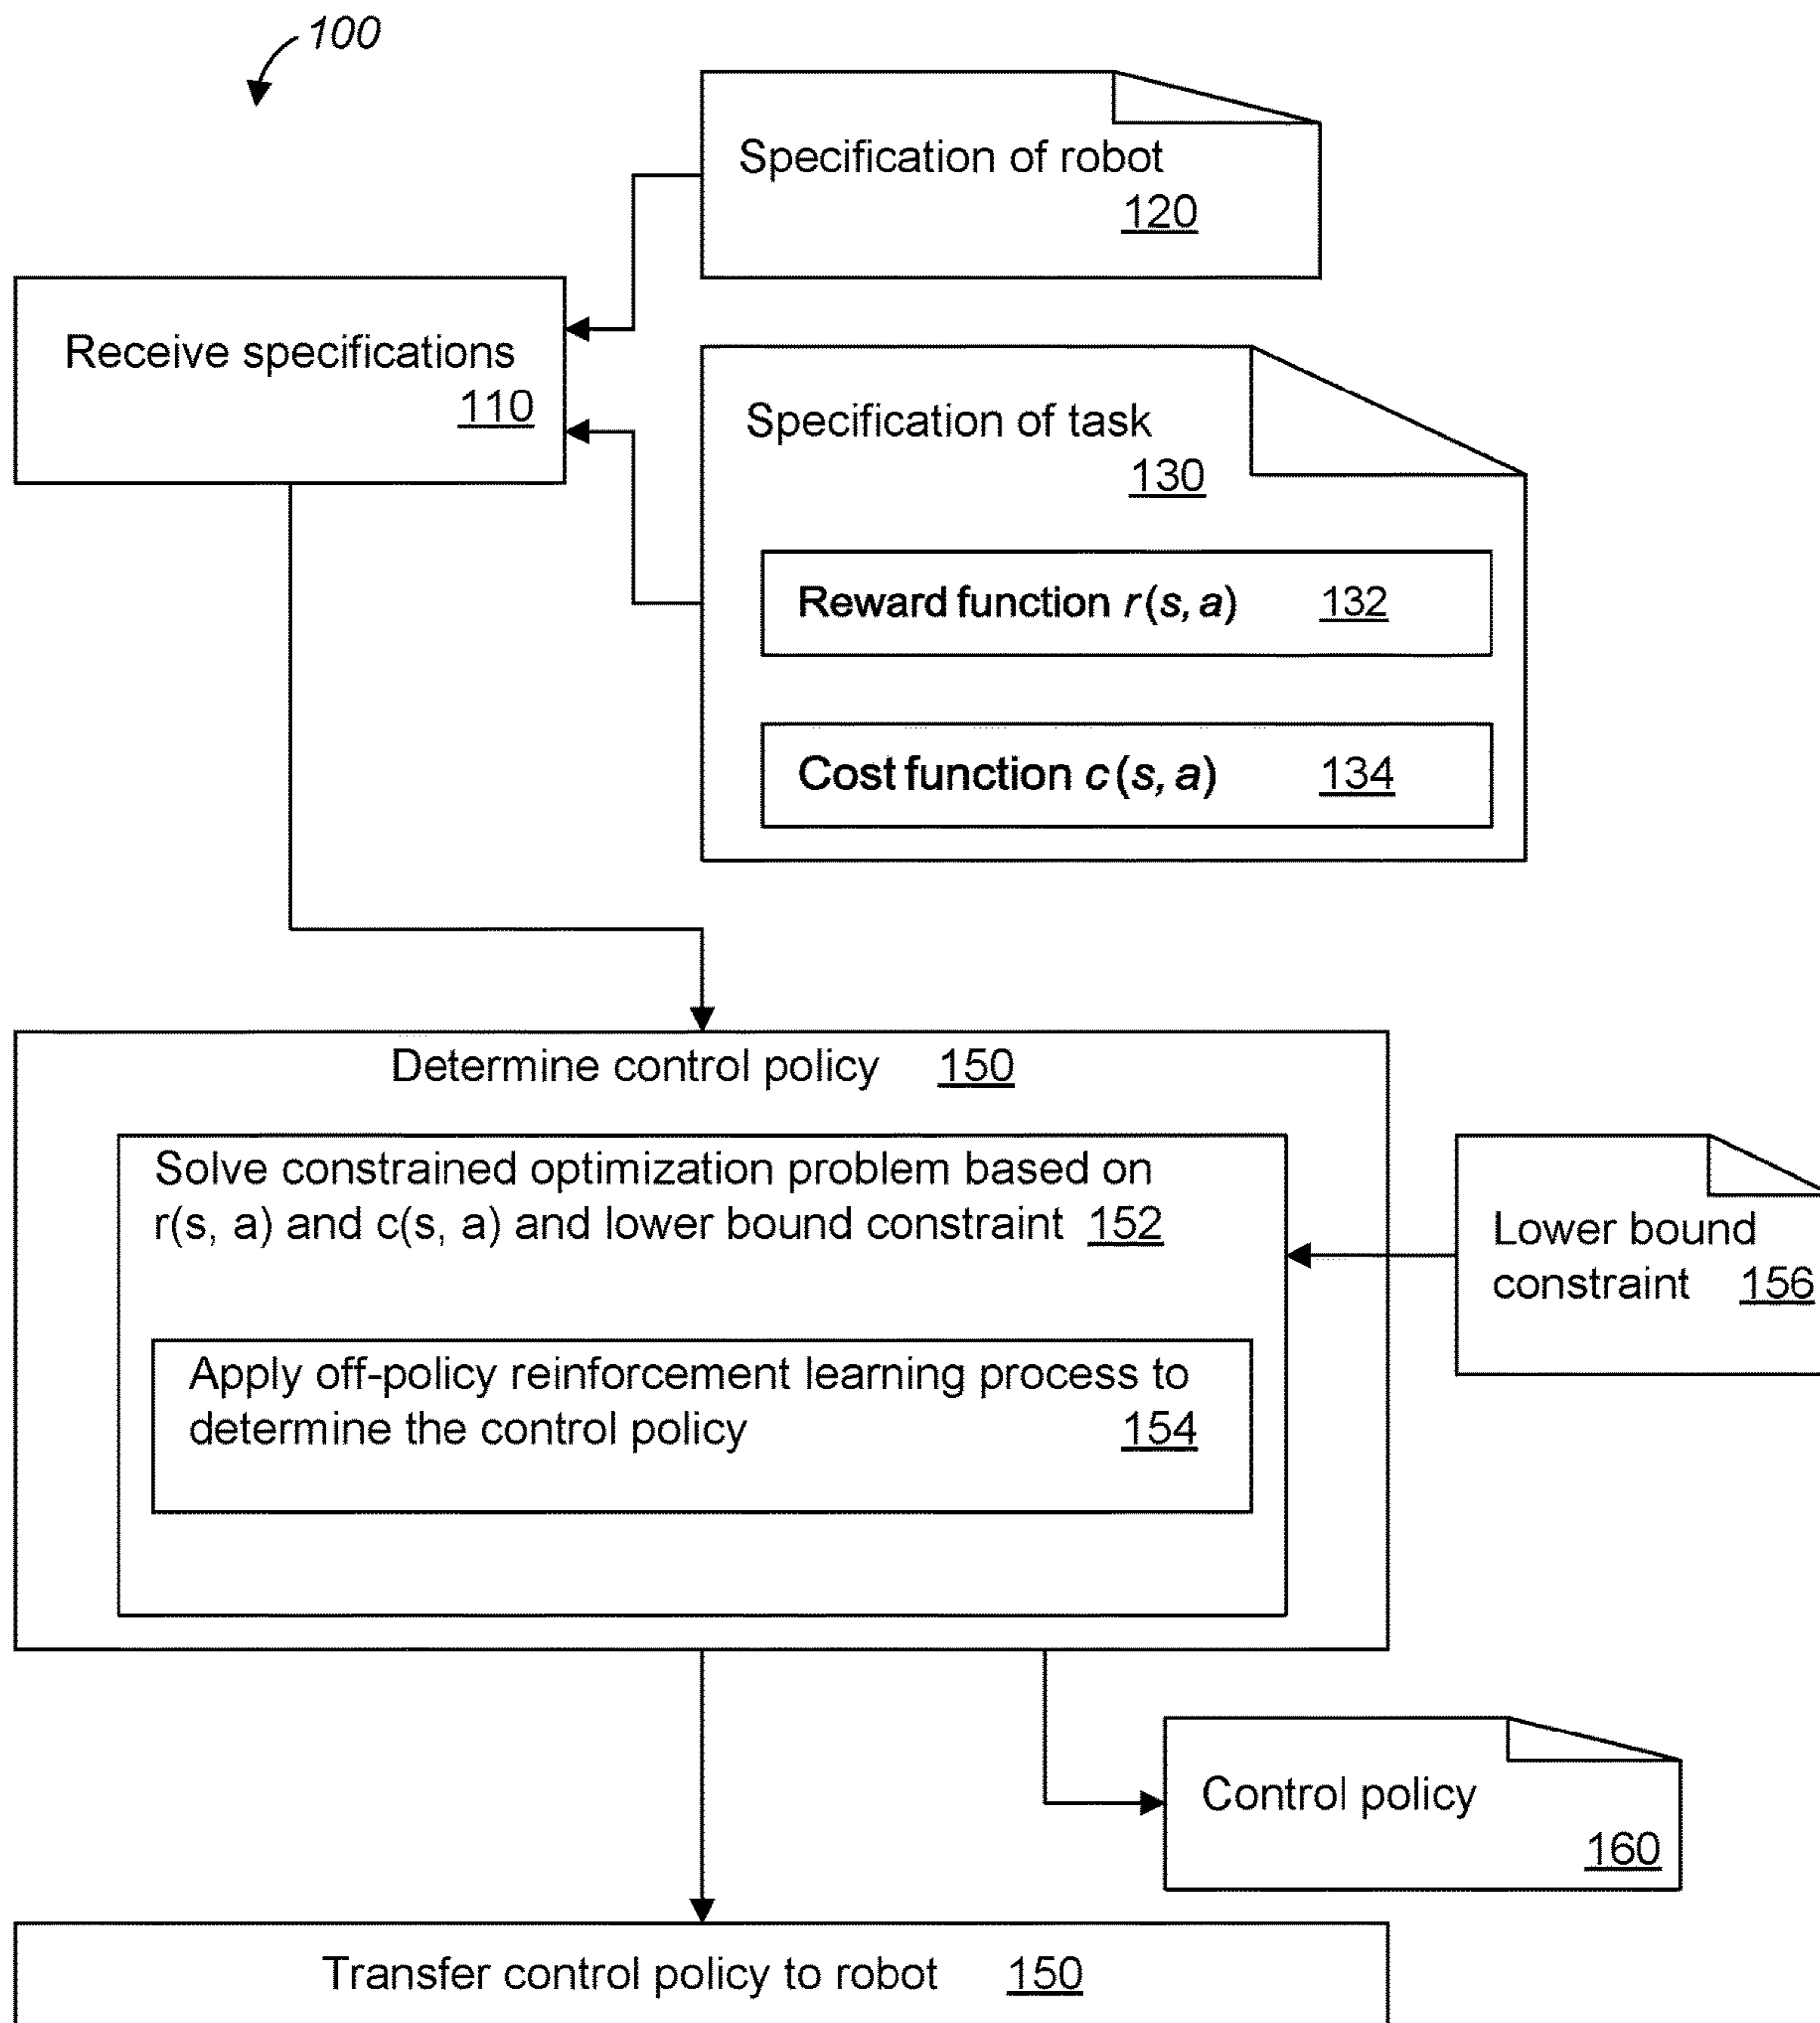 100
Specification of robot
120
Receive specifications
110
Specification of task
130
Reward function r(s, a) 132
Cost function c(s, a) 134
Determine control policy 150
Solve constrained optimization problem based on
r(s, a) and c(s, a) and lower bound constraint 152
Lower bound
constraint 156
Apply off-policy reinforcement learning process to
determine the control policy 154
Control policy
160
Transfer control policy to robot 150